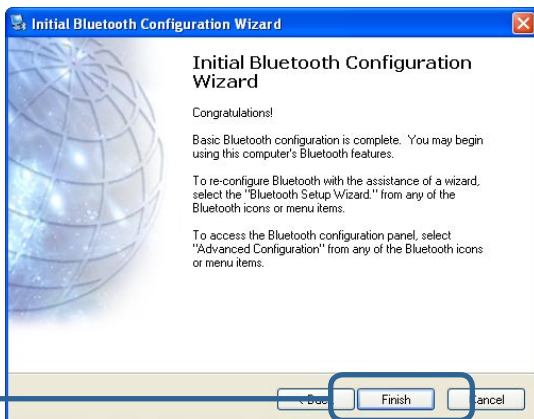 Initial Bluetooth Configuration Wizard
Initial Bluetooth Configuration
Wizard
Congratulations!
Basic Bluetooth configuration is complete. You may begin
using this computer's Bluetooth features.
To re-configure Bluetooth with the assistance of a wizard,
select the "Bluetooth Setup Wizard." from any of the
Bluetooth icons or menu items.
To access the Bluetooth configuration panel, select
"Advanced Configuration" from any of the Bluetooth icons
or menu items.
Finish